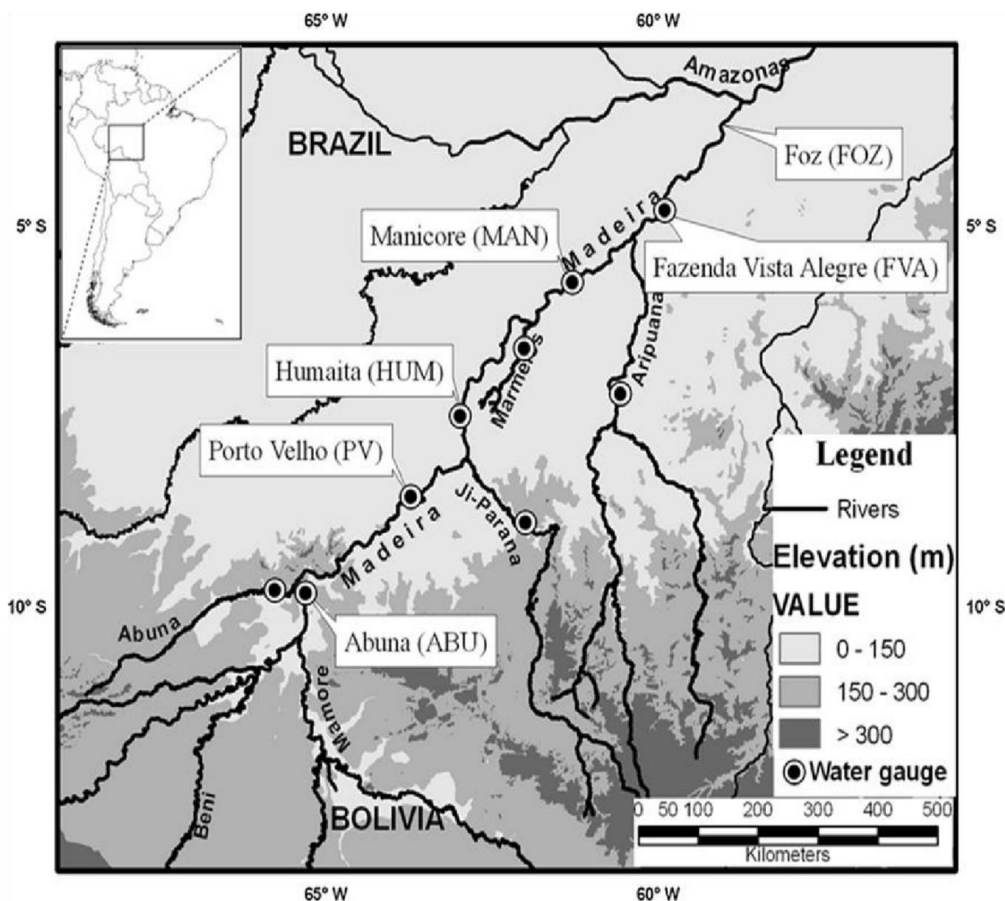 65° W 60° W
Amazonas
BRAZIL
Foz (FOZ)
5° S 5° S
Manicore (MAN)
Madeira
Fazenda Vista Alegre (FVA)
Aripuana
Marmelos
Humaita (HUM)
Porto Velho (PV)
Ji-Parana
Madeira
Legend
Rivers
Elevation (m)
VALUE
0 - 150
150 - 300
> 300
Water gauge
10° S 10° S
Abuna
Abuna (ABU)
Mamore
Beni
BOLIVIA
0 50 100 200 300 400 500
Kilometers
65° W 60° W